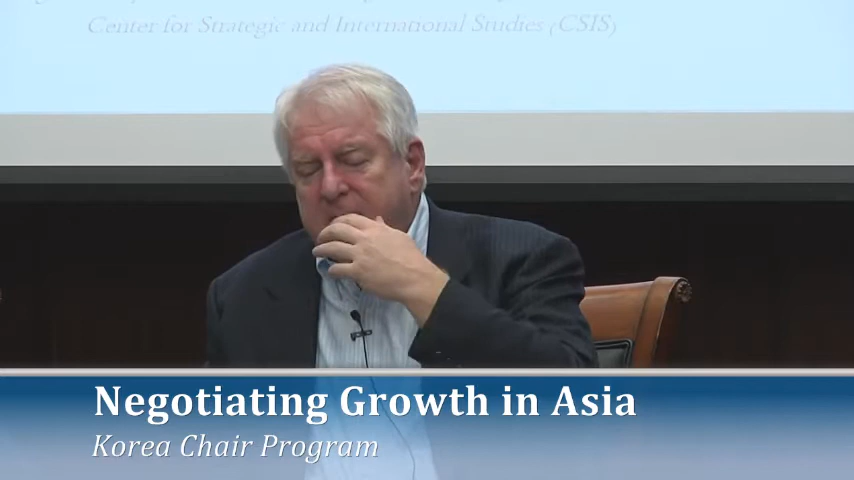 Center for Strategic and International Studies (CSIS)
Negotiating Growth in Asia
Korea Chair Program